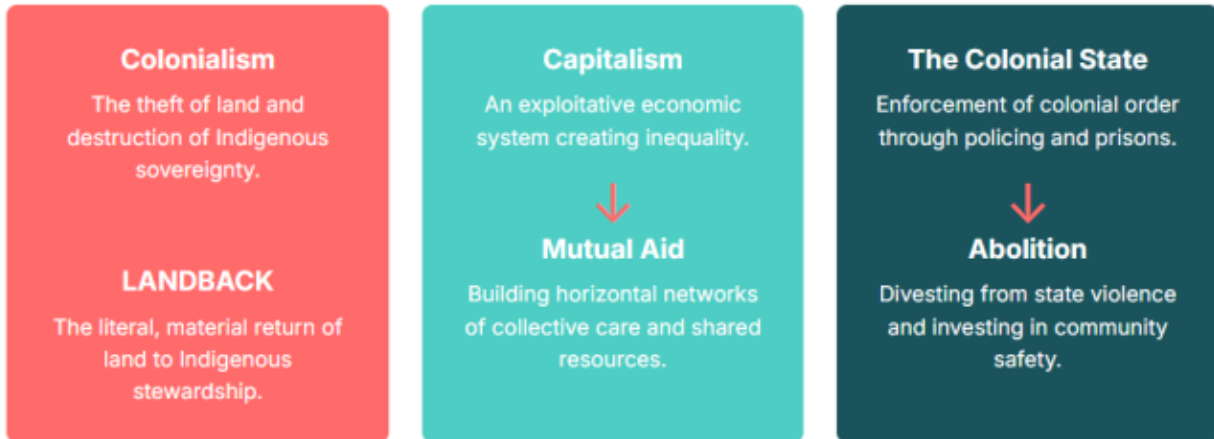 Colonialism
The theft of land and
destruction of Indigenous
sovereignty.
LANDBACK
The literal, material return of
land to Indigenous
stewardship.
Capitalism
An exploitative economic
system creating inequality.
Mutual Aid
Building horizontal networks
of collective care and shared
resources.
The Colonial State
Enforcement of colonial order
through policing and prisons.
Abolition
Divesting from state violence
and investing in community
safety.